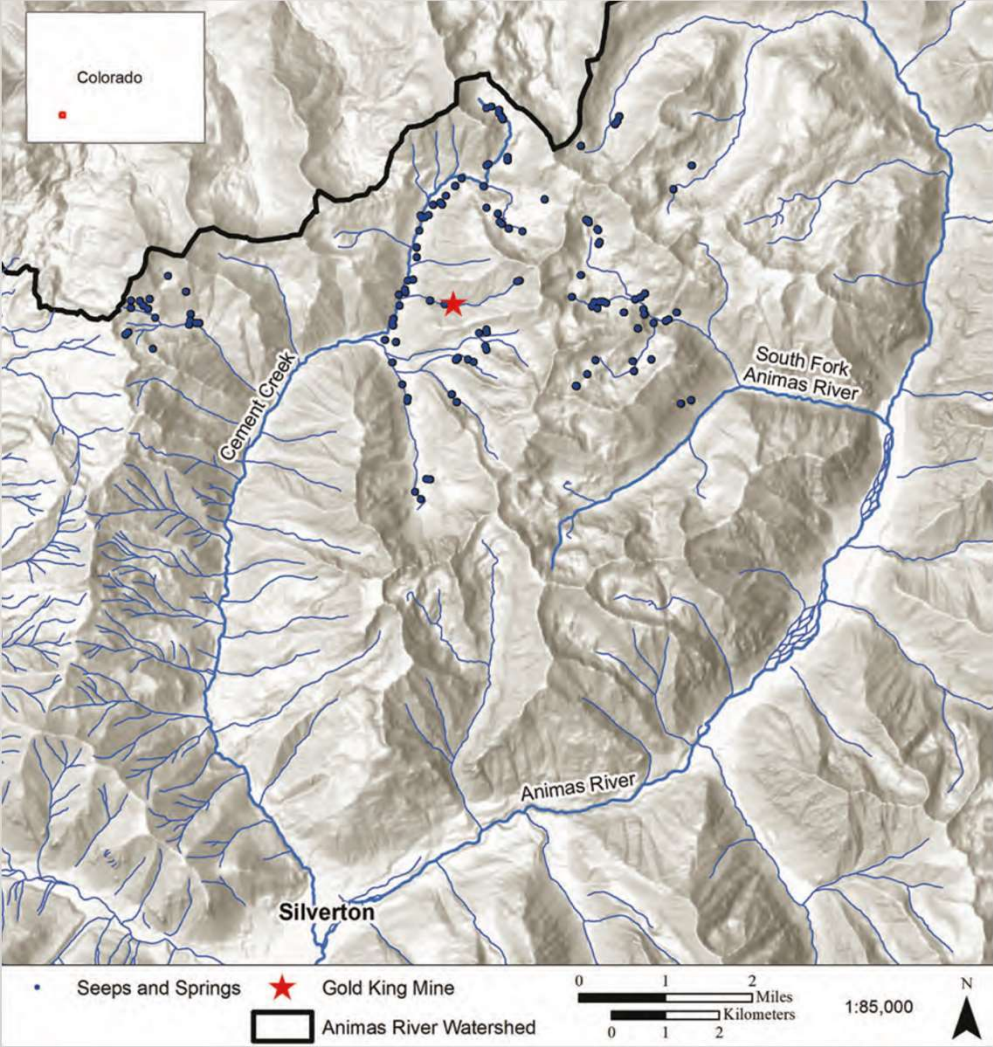 Colorado
Cement Creek
South Fork
Animas River
Animas River
Silverton
Seeps and Springs
Gold King Mine
Animas River Watershed
0 1 2
Miles
Kilometers
0 1 2
1:85,000
N